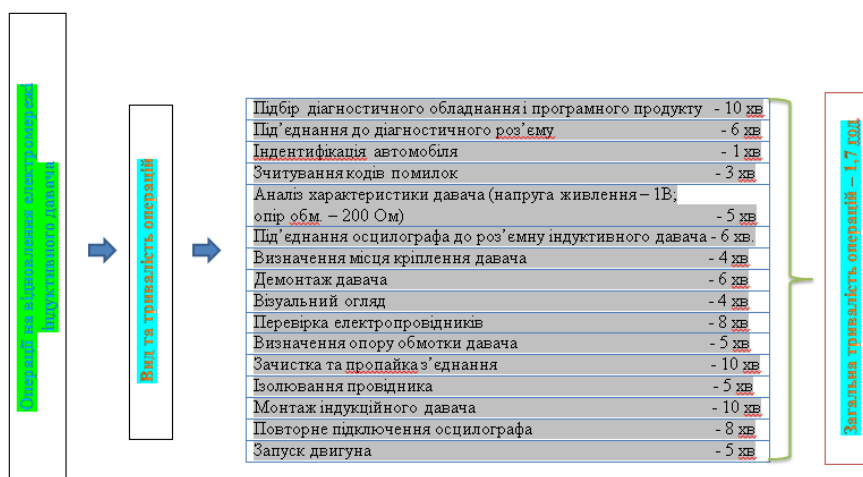 Операції на відновлення електромережі
індуктивного давача
Вид та тривалість операцій
Підбір діагностичного обладнання і програмного продукту - 10 хв
Під’єднання до діагностичного роз’єму - 6 хв
Індентифікація автомобіля - 1 хв
Зчитування кодів помилок - 3 хв
Аналіз характеристики давача (напруга живлення – 1В;
опір обм. – 200 Ом) - 5 хв
Під’єднання осцилографа до роз’ємну індуктивного давача - 6 хв.
Визначення місця кріплення давача - 4 хв
Демонтаж давача - 6 хв
Візуальний огляд - 4 хв
Перевірка електропровідників - 8 хв
Визначення опору обмотки давача - 5 хв
Зачистка та пропайка з’єднання - 10 хв
Ізолювання провідника - 5 хв
Монтаж індукційного давача - 10 хв
Повторне підключення осцилографа - 8 хв
Запуск двигуна - 5 хв
Загальна тривалість операцій – 1,7 год